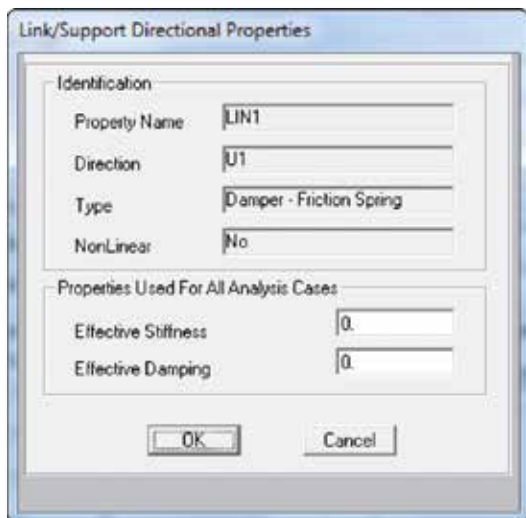 Link/Support Directional Properties
Identification
Property Name LIN1
Direction U1
Type Damper - Friction Spring
NonLinear No
Properties Used For All Analysis Cases
Effective Stiffness 0.
Effective Damping 0.
OK Cancel